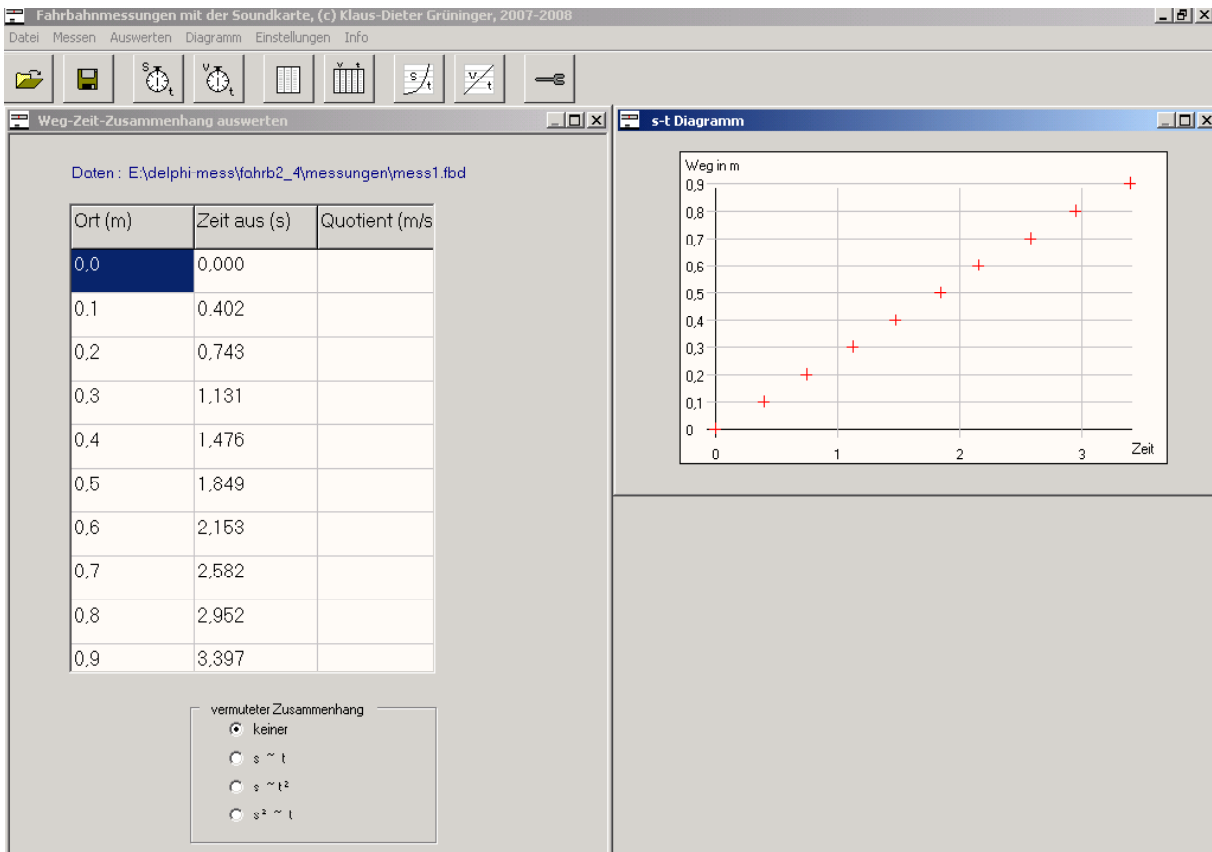 Fahrbahnmessungen mit der Soundkarte, (c) Klaus-Dieter Grüninger, 2007-2008
Datei Messen Auswerten Diagramm Einstellungen Info
s t v t v t s t v t
Weg-Zeit-Zusammenhang auswerten
Daten : E:\delphi-mess\fahrb2_4\messungen\mess1.fbd
Ort (m) Zeit aus (s) Quotient (m/s
0,0 0,000
0.1 0.402
0,2 0,743
0,3 1,131
0,4 1,476
0,5 1,849
0,6 2,153
0,7 2,582
0,8 2,952
0,9 3,397
vermuteter Zusammenhang
keiner
s ~ t
s ~ t²
s² ~ t
s-t Diagramm
Weg in m
0,9
0,8
0,7
0,6
0,5
0,4
0,3
0,2
0,1
0
0 1 2 3 Zeit